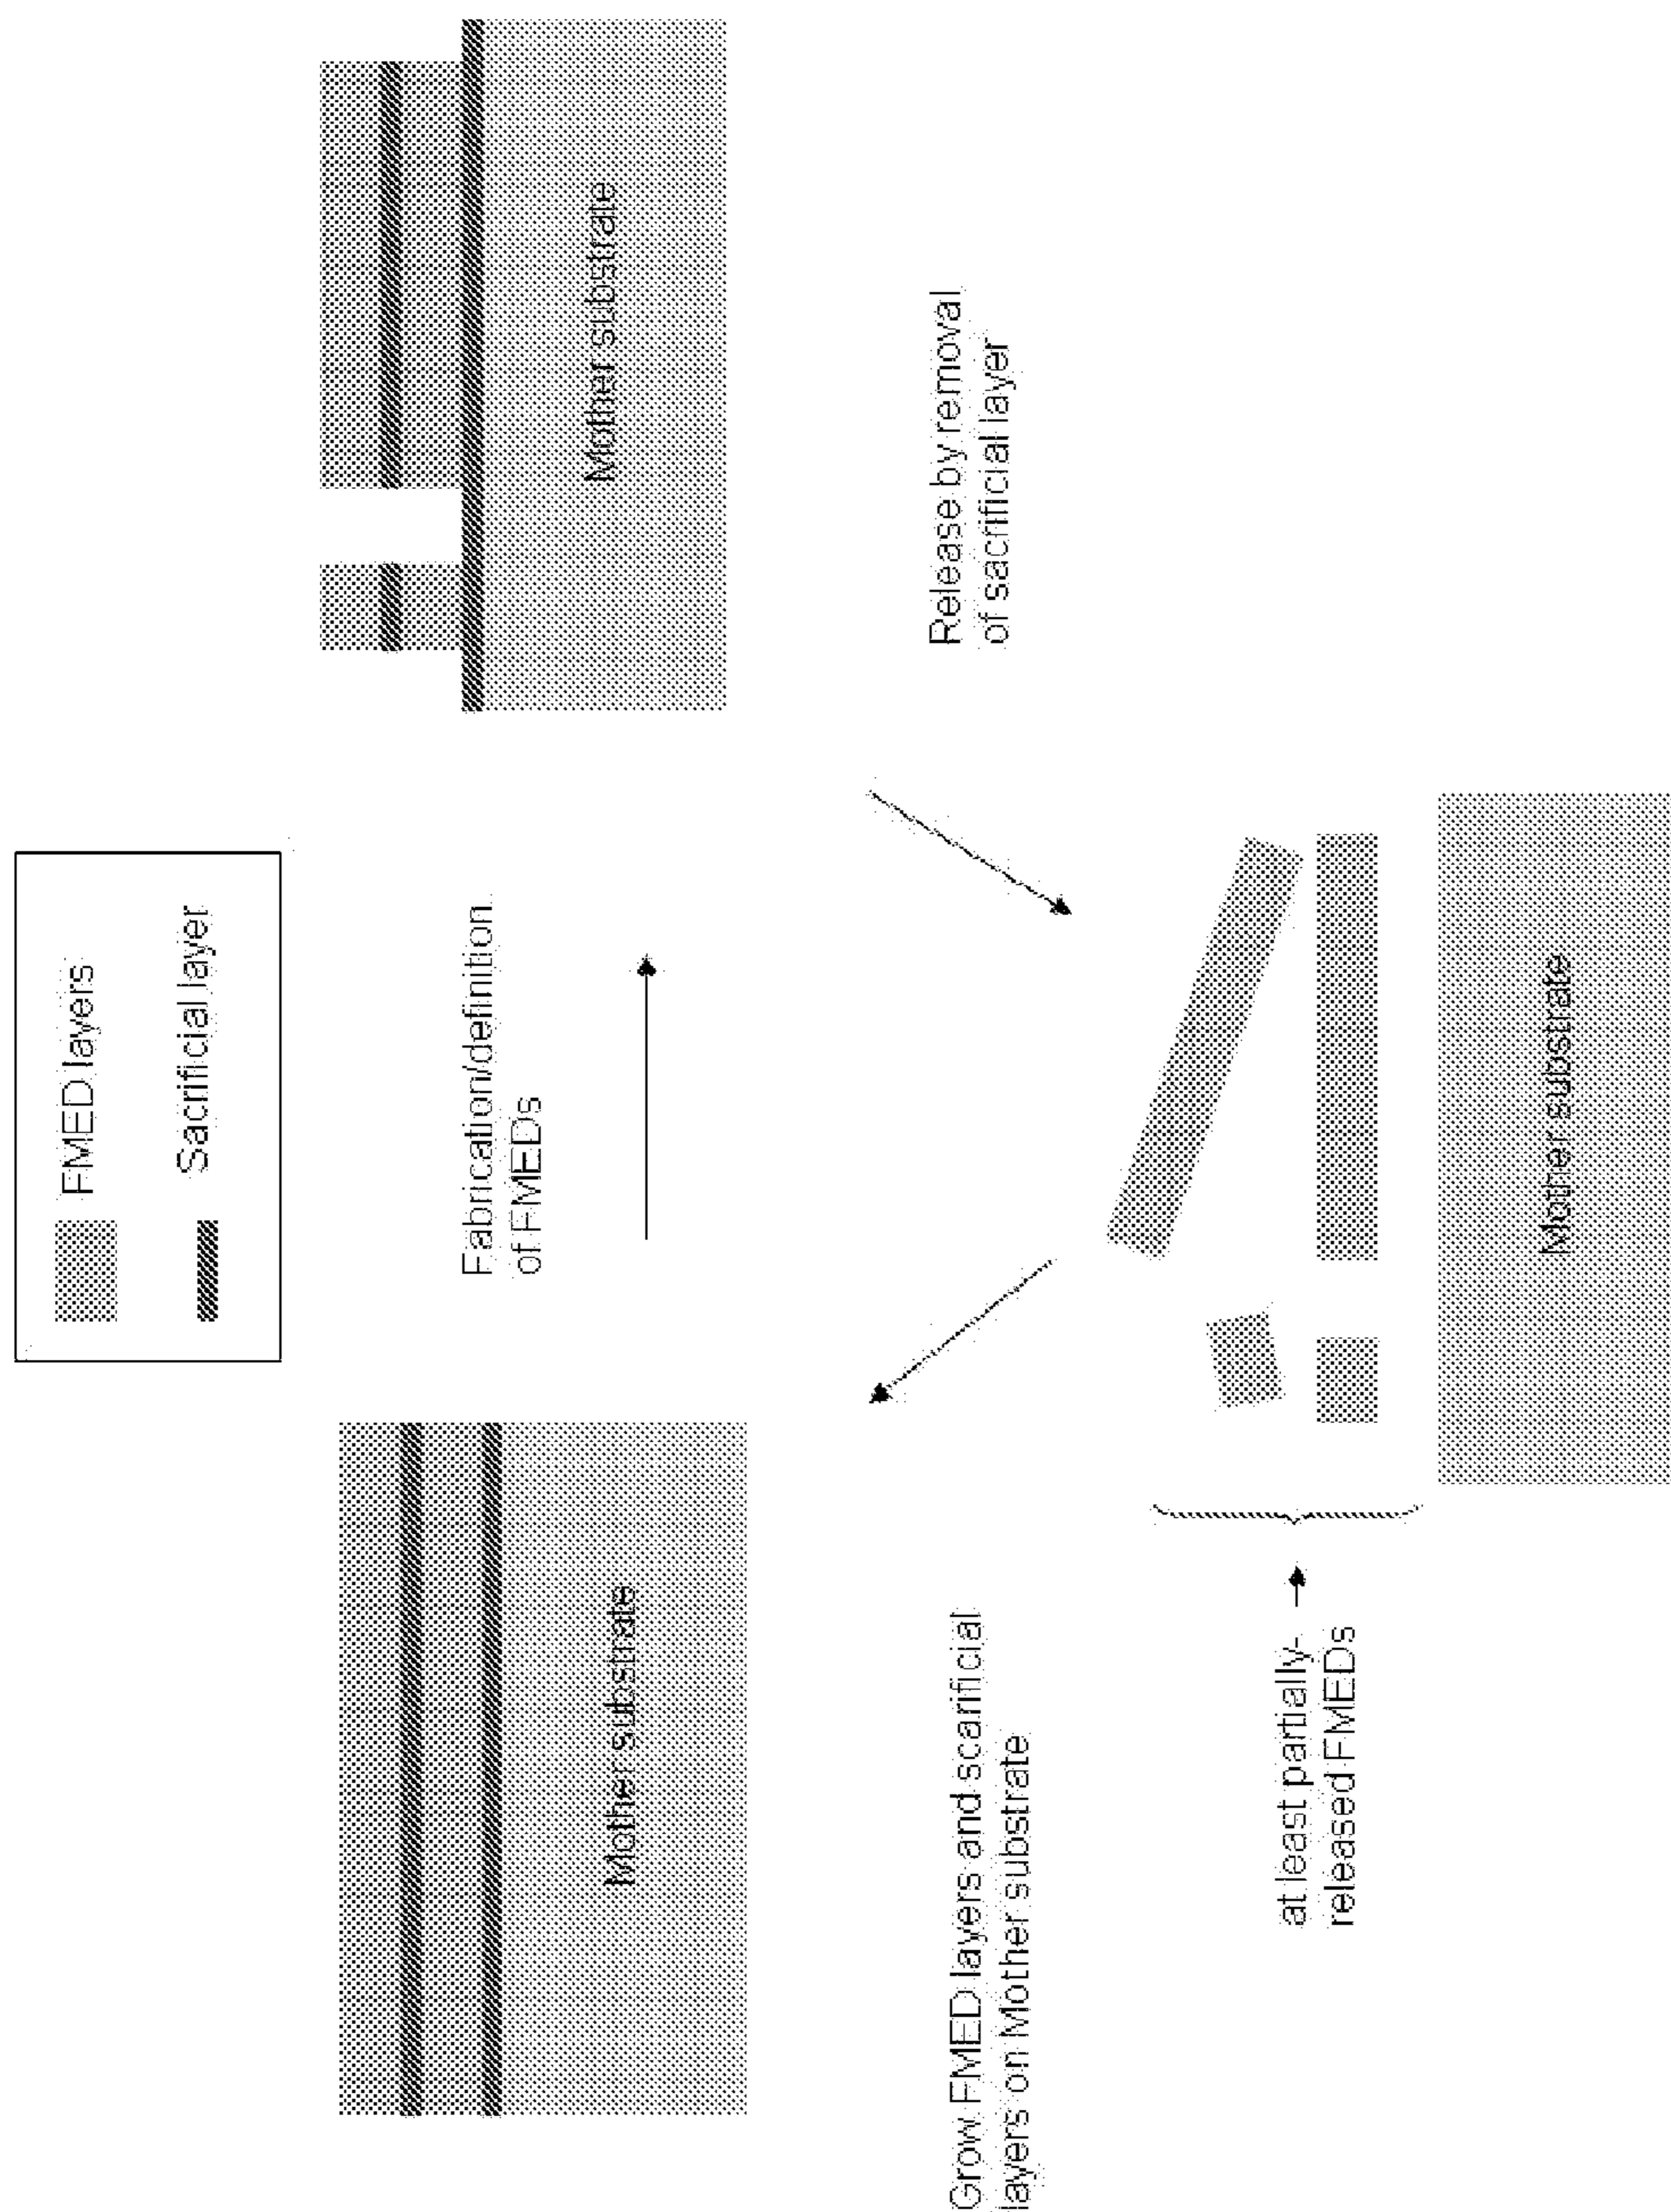 FMED layers
Sacrificial layer
Fabrication/definition
of FMEDs
Mother substrate
Mother substrate
Release by removal
of sacrificial layer
Grow FMED layers and scarificial
layers on Mother substrate
at least partially-
released FMEDs
Mother substrate